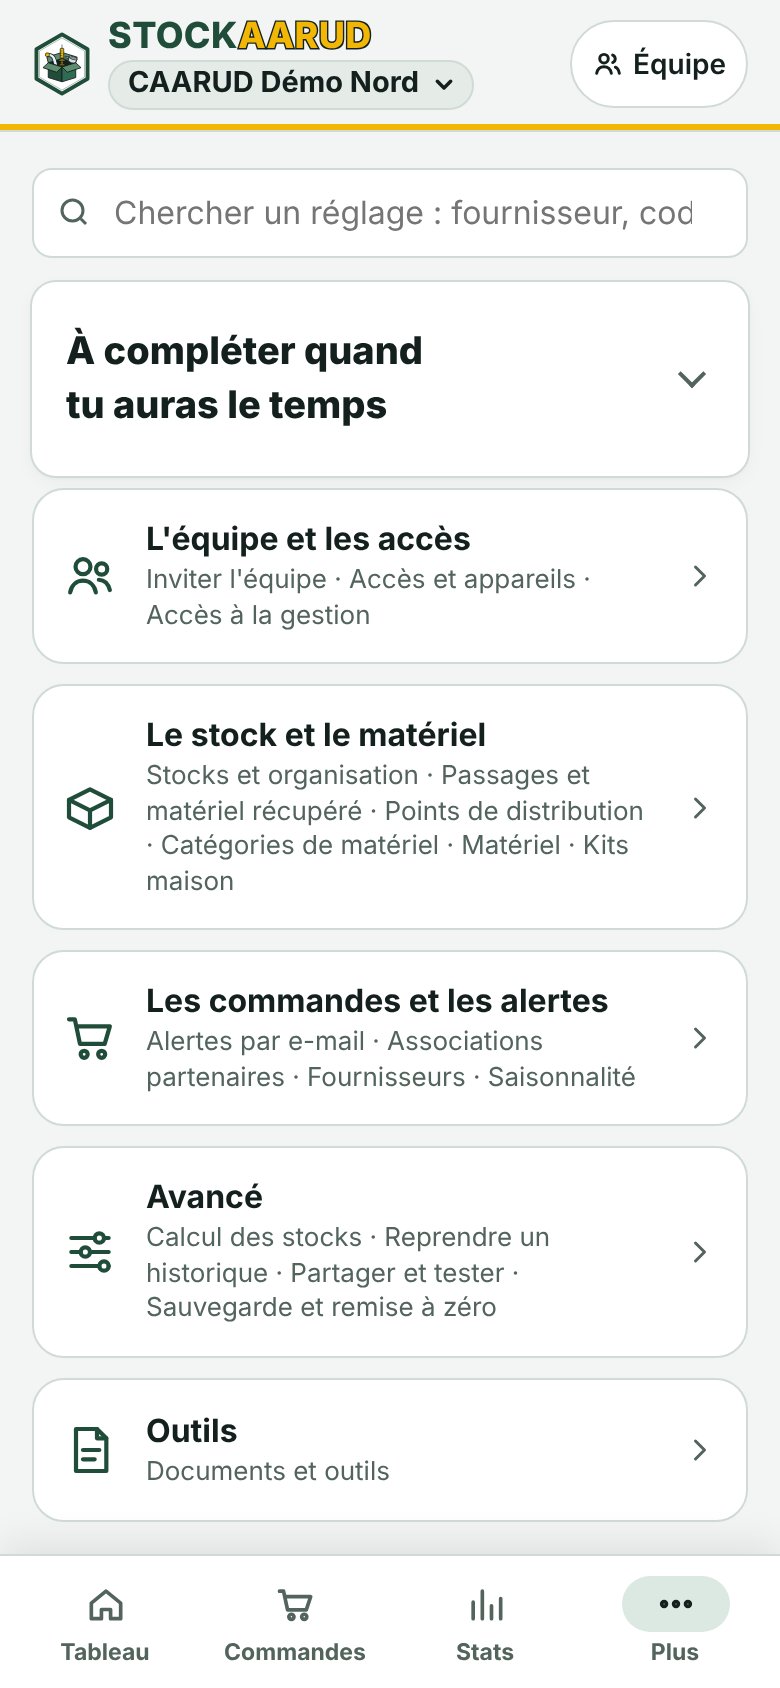 STOCKAARUD
CAARUD Démo Nord
Équipe
Chercher un réglage : fournisseur, cod
À compléter quand
tu auras le temps
L'équipe et les accès
Inviter l'équipe · Accès et appareils ·
Accès à la gestion
Le stock et le matériel
Stocks et organisation · Passages et
matériel récupéré · Points de distribution
· Catégories de matériel · Matériel · Kits
maison
Les commandes et les alertes
Alertes par e-mail · Associations
partenaires · Fournisseurs · Saisonnalité
Avancé
Calcul des stocks · Reprendre un
historique · Partager et tester ·
Sauvegarde et remise à zéro
Outils
Documents et outils
Tableau
Commandes
Stats
Plus